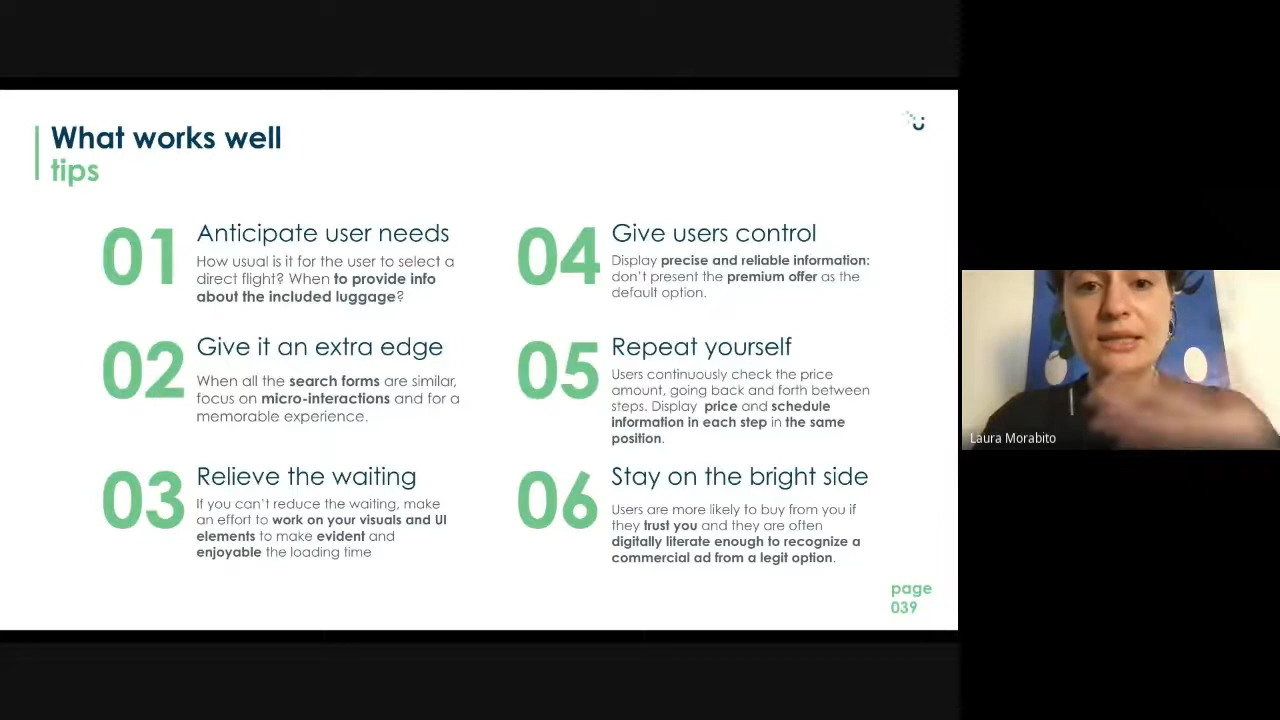 What works well
tips
01
Anticipate user needs
How usual is it for the user to select a
direct flight? When to provide info
about the included luggage?
02
Give it an extra edge
When all the search forms are similar,
focus on micro-interactions and for a
memorable experience.
03
Relieve the waiting
If you can't reduce the waiting, make
an effort to work on your visuals and UI
elements to make evident and
enjoyable the loading time
04
Give users control
Display precise and reliable information:
don't present the premium offer as the
default option.
05
Repeat yourself
Users continuously check the price
amount, going back and forth between
steps. Display price and schedule
information in each step in the same
position.
06
Stay on the bright side
Users are more likely to buy from you if
they trust you and they are often
digitally literate enough to recognize a
commercial ad from a legit option.
page
039
Laura Morabito